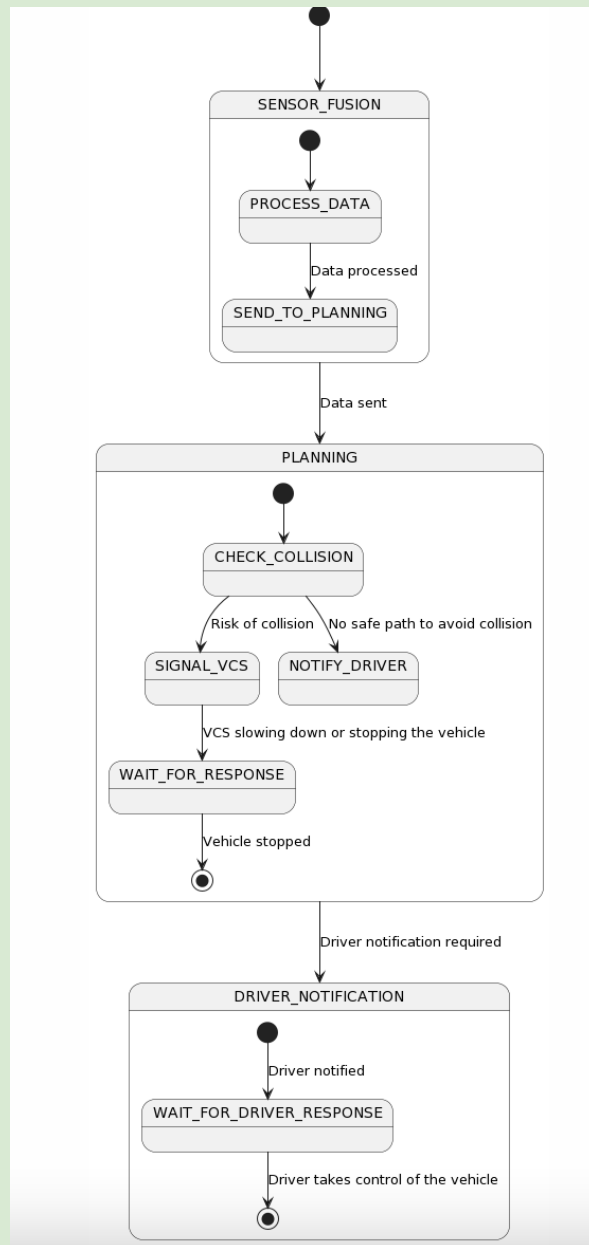 SENSOR_FUSION
PROCESS_DATA
Data processed
SEND_TO_PLANNING
Data sent
PLANNING
CHECK_COLLISION
Risk of collision
No safe path to avoid collision
SIGNAL_VCS
NOTIFY_DRIVER
VCS slowing down or stopping the vehicle
WAIT_FOR_RESPONSE
Vehicle stopped
Driver notification required
DRIVER_NOTIFICATION
Driver notified
WAIT_FOR_DRIVER_RESPONSE
Driver takes control of the vehicle